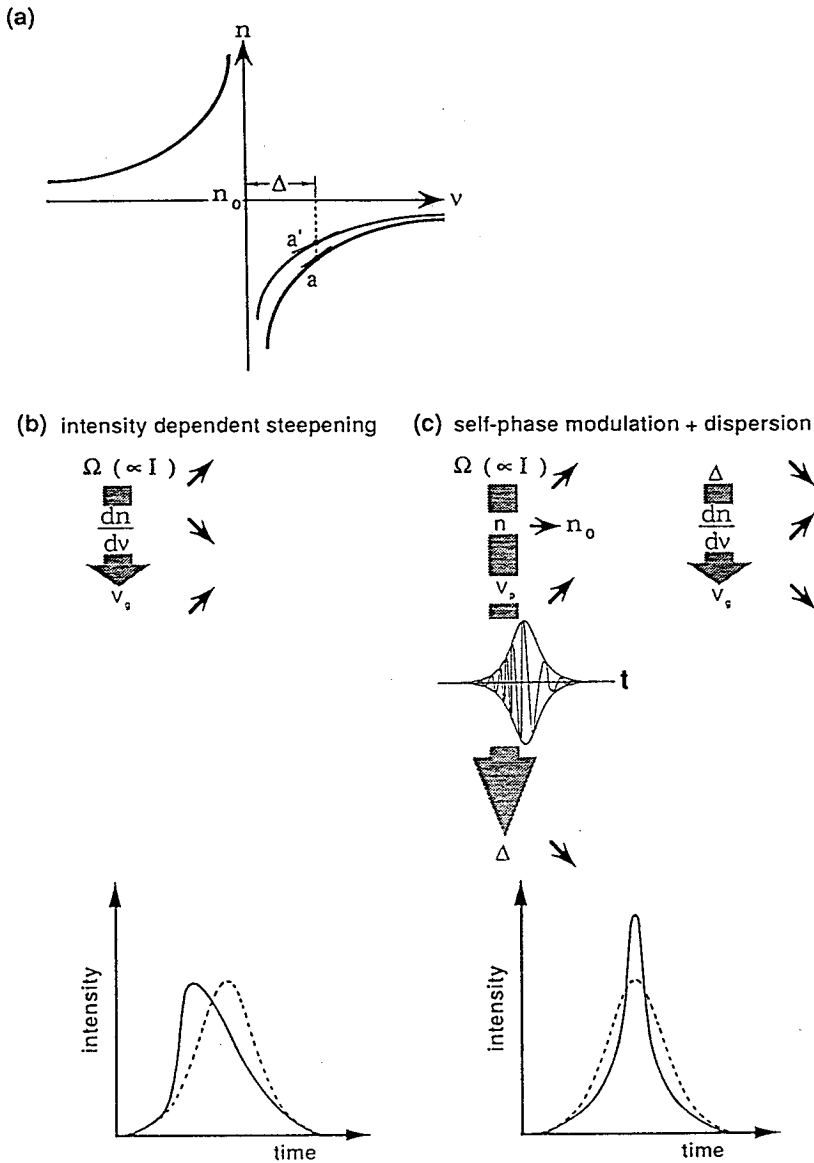 (a)
n
n₀
Δ
ν
a'
a
(b) intensity dependent steepening
Ω (∝ I)
dn
dν
v_g
(c) self-phase modulation + dispersion
Ω (∝ I)
n → n₀
v_p
t
Δ
Δ
dn
dν
v_g
intensity
time
intensity
time